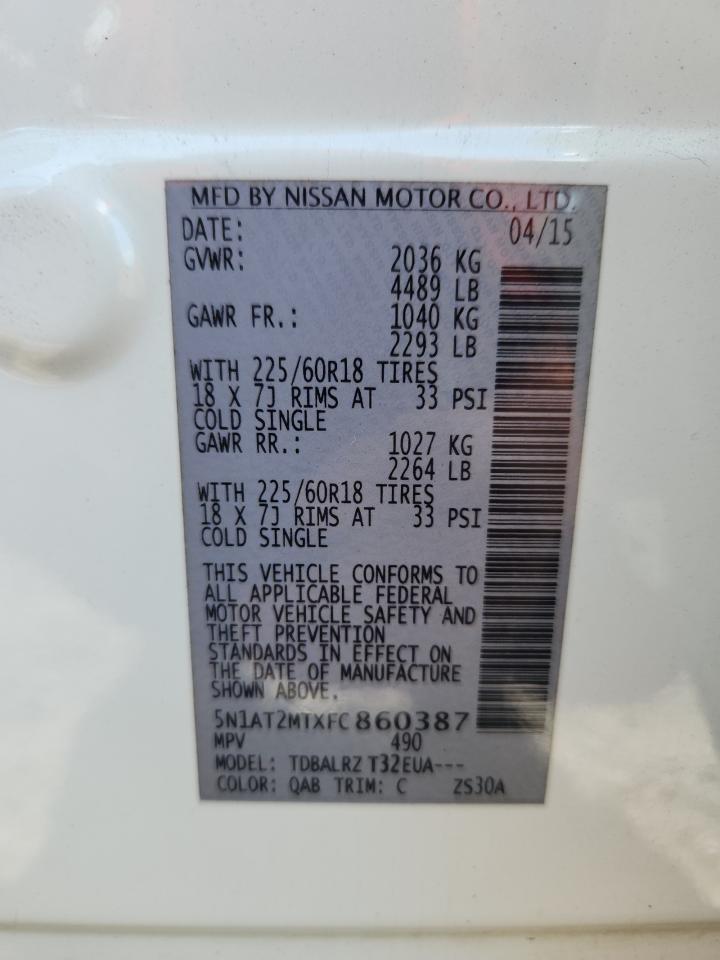 MFD BY NISSAN MOTOR CO., LTD.
DATE: 04/15
GVWR: 2036 KG
4489 LB
GAWR FR.: 1040 KG
2293 LB
WITH 225/60R18 TIRES
18 X 7J RIMS AT 33 PSI
COLD SINGLE
GAWR RR.: 1027 KG
2264 LB
WITH 225/60R18 TIRES
18 X 7J RIMS AT 33 PSI
COLD SINGLE
THIS VEHICLE CONFORMS TO
ALL APPLICABLE FEDERAL
MOTOR VEHICLE SAFETY AND
THEFT PREVENTION
STANDARDS IN EFFECT ON
THE DATE OF MANUFACTURE
SHOWN ABOVE.
5N1AT2MTXFC860387
MPV 490
MODEL: TDBALRZ T32EUA---
COLOR: QAB TRIM: C ZS30A